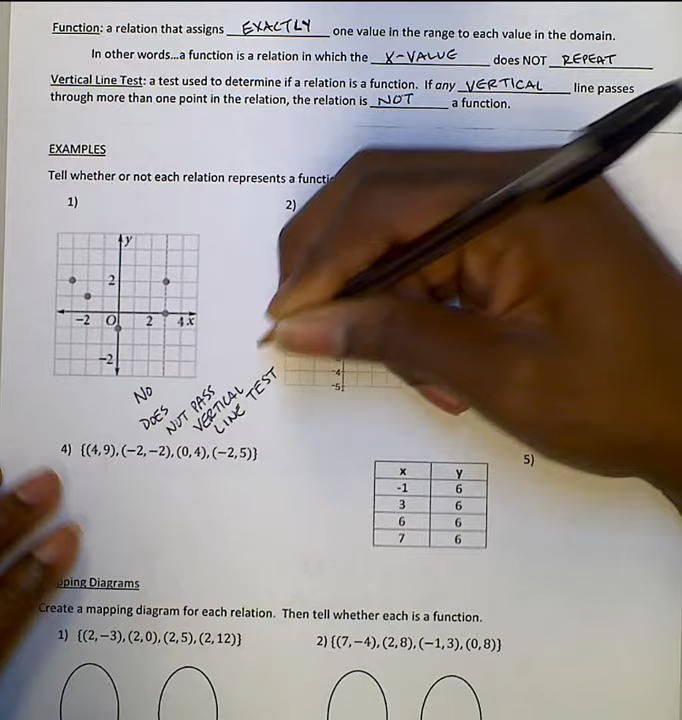 Function: a relation that assigns EXACTLY one value in the range to each value in the domain.
In other words...a function is a relation in which the X-VALUE does NOT REPEAT
Vertical Line Test: a test used to determine if a relation is a function. If any VERTICAL line passes
through more than one point in the relation, the relation is NOT a function.
EXAMPLES
Tell whether or not each relation represents a
1)
2)
y
2
-2 O 2 4 x
-2
-4
-5
NO
DOES
NOT PASS
VERTICAL
LINE TEST
4) {(4,9),(−2,−2),(0,4),(−2,5)}
5)
x y
-1 6
3 6
6 6
7 6
Diagrams
Create a mapping diagram for each relation. Then tell whether each is a function.
1) {(2,−3),(2,0),(2,5),(2,12)}
2) {(7,−4),(2,8),(−1,3),(0,8)}